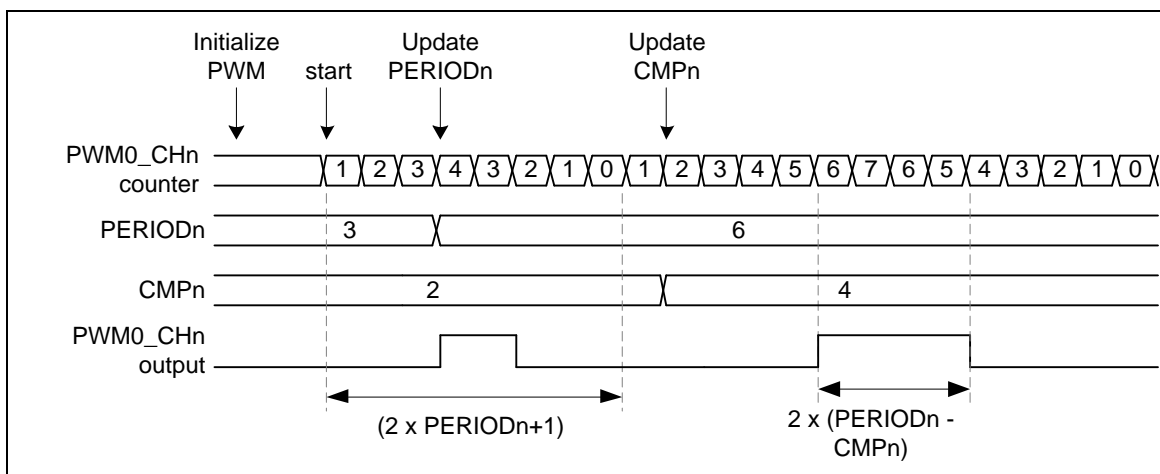 Initialize
PWM
start
Update
PERIODn
Update
CMPn
PWM0_CHn
counter
1 2 3 4 3 2 1 0 1 2 3 4 5 6 7 6 5 4 3 2 1 0
PERIODn
3
6
CMPn
2
4
PWM0_CHn
output
(2 x PERIODn+1)
2 x (PERIODn -
CMPn)